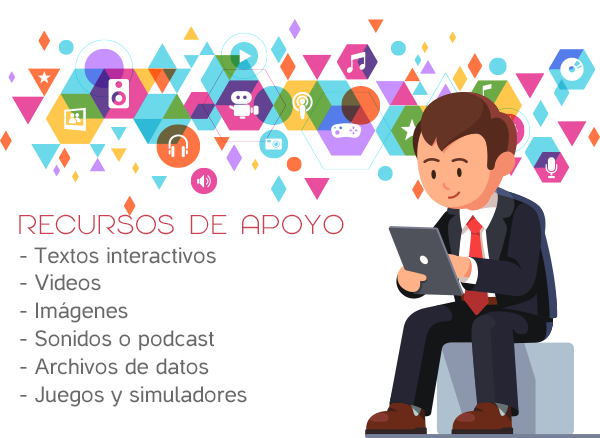 RECURSOS DE APOYO
- Textos interactivos
- Videos
- Imágenes
- Sonidos o podcast
- Archivos de datos
- Juegos y simuladores